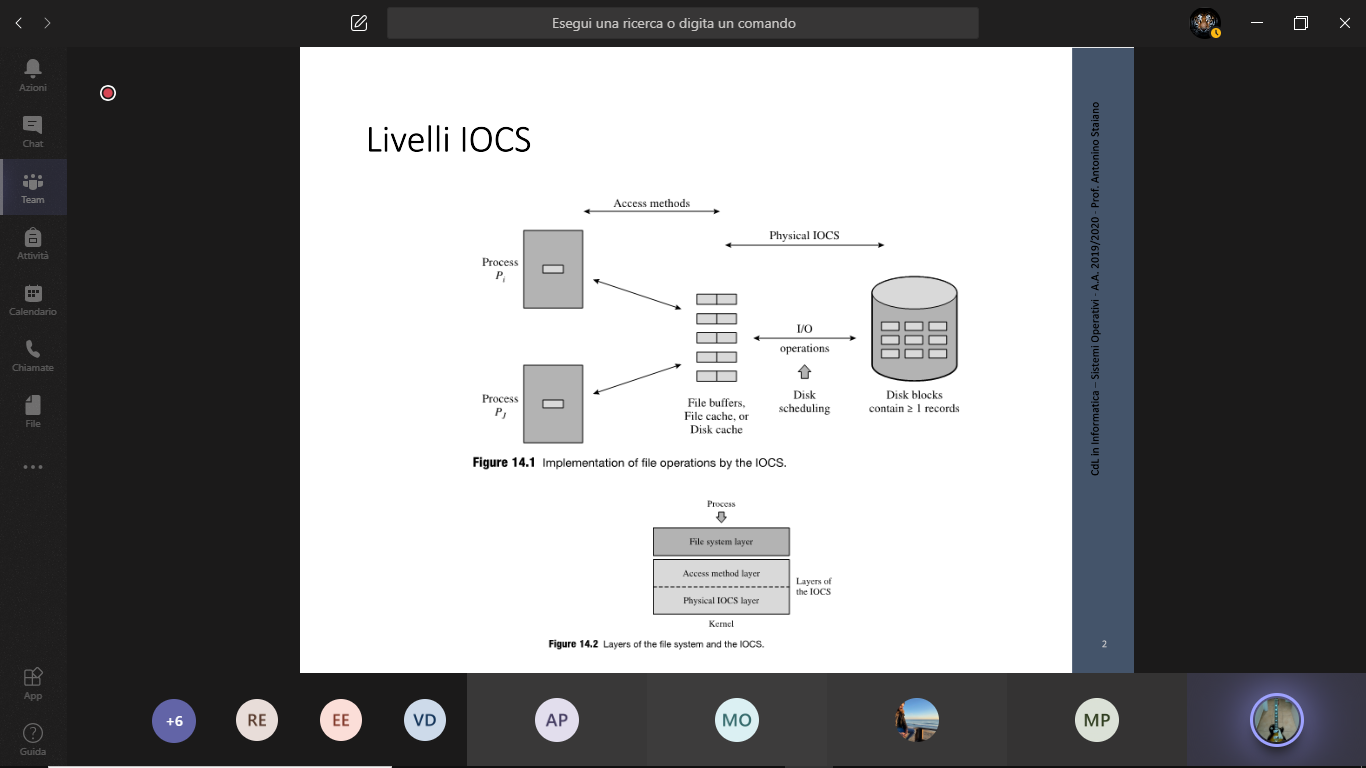 Esegui una ricerca o digita un comando
Azioni
Chat
Team
Attività
Calendario
Chiamate
File
App
Guida
Livelli IOCS
Access methods
Physical IOCS
Process
Pi
Process
PJ
I/O
operations
Disk
scheduling
File buffers,
File cache, or
Disk cache
Disk blocks
contain ≥ 1 records
Figure 14.1 Implementation of file operations by the IOCS.
Process
File system layer
Access method layer
Physical IOCS layer
Layers of
the IOCS
Kernel
Figure 14.2 Layers of the file system and the IOCS.
CdL in Informatica – Sistemi Operativi - A.A. 2019/2020 - Prof. Antonino Staiano
2
+6
RE
EE
VD
AP
MO
MP